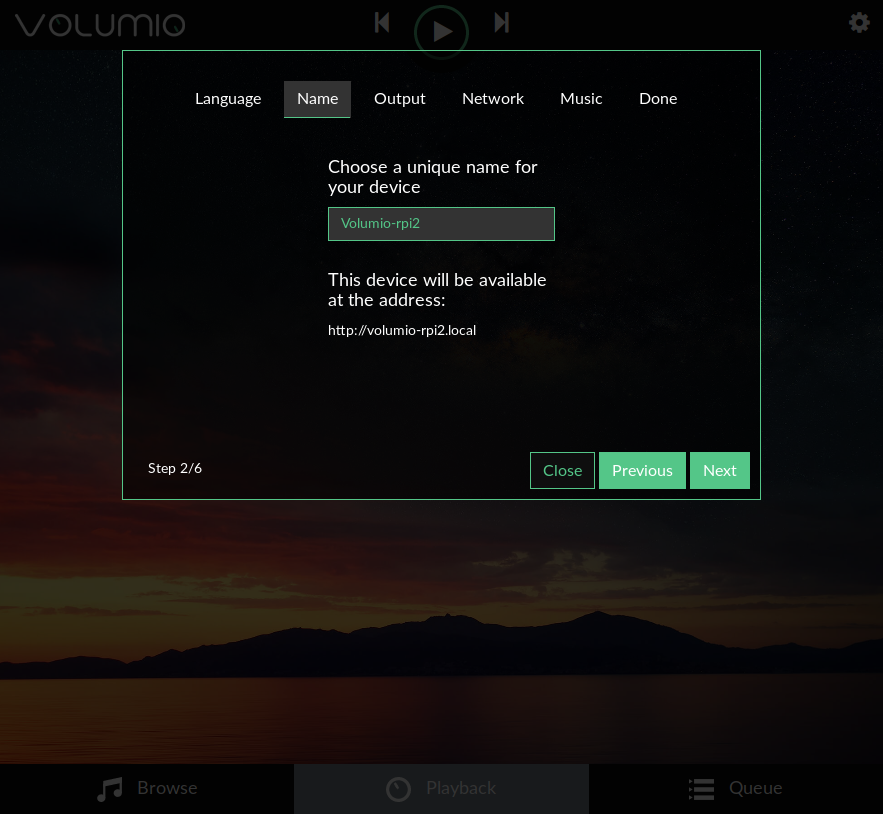 VOLUMIO
Language Name Output Network Music Done
Choose a unique name for
your device
Volumio-rpi2
This device will be available
at the address:
http://volumio-rpi2.local
Step 2/6
Close Previous Next
Browse Playback Queue